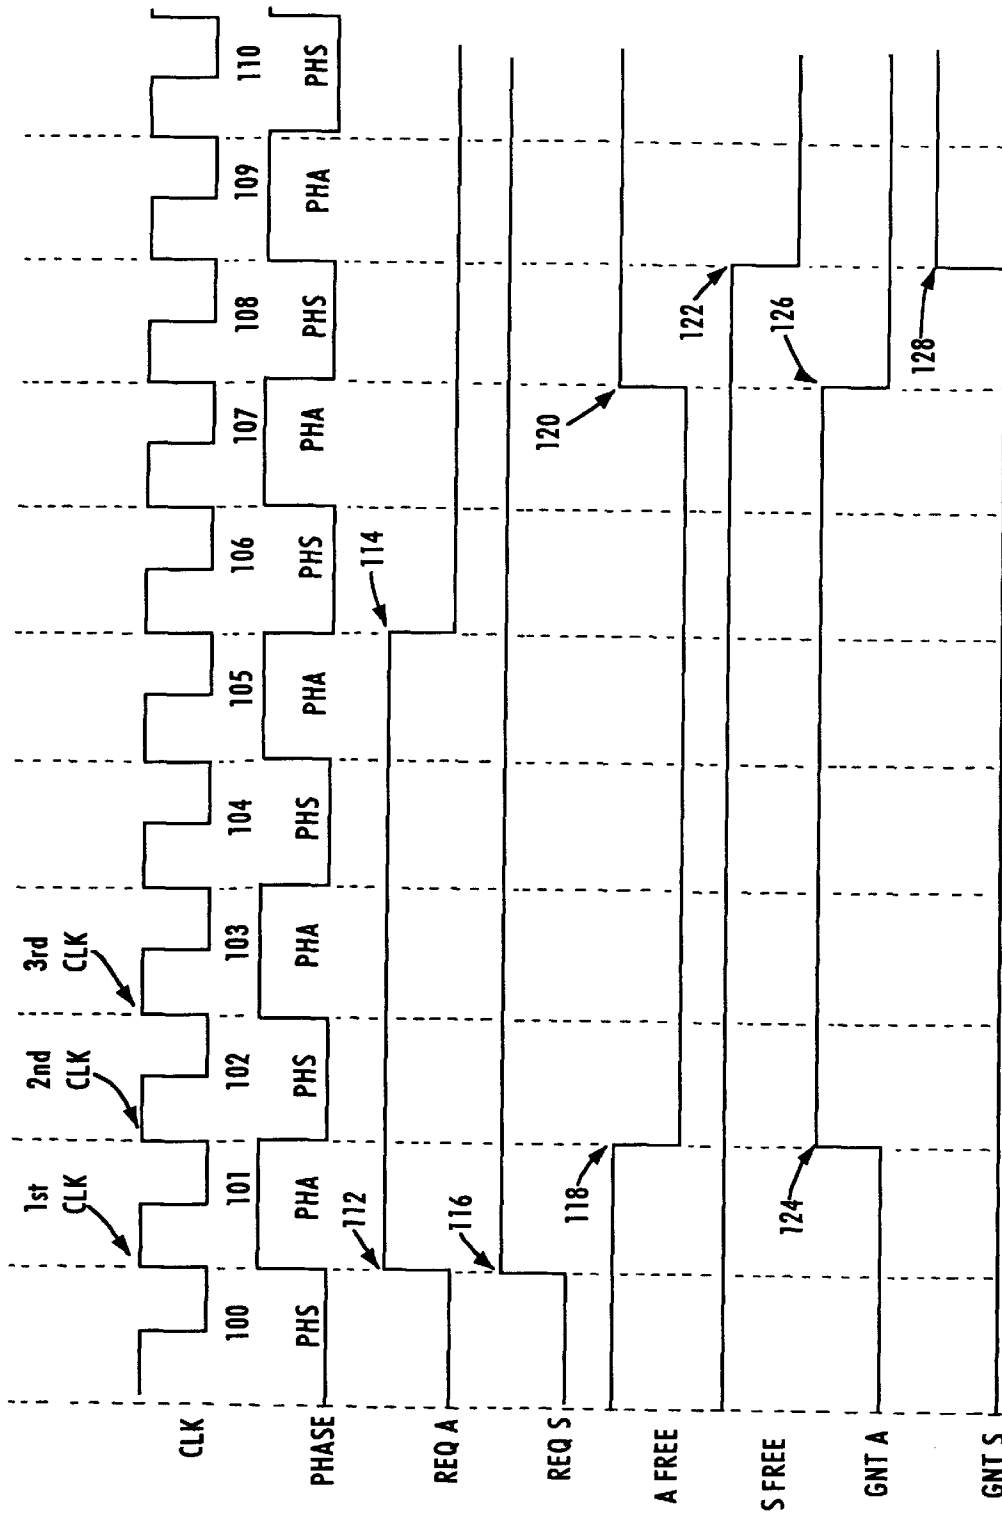 1st
CLK
2nd
CLK
3rd
CLK
CLK
100
101
102
103
104
105
106
107
108
109
110
PHASE
PHS
PHA
PHS
PHA
PHS
PHA
PHS
PHA
PHS
PHA
PHS
REQ A
112
114
REQ S
116
A FREE
118
120
S FREE
122
GNT A
124
126
GNT S
128